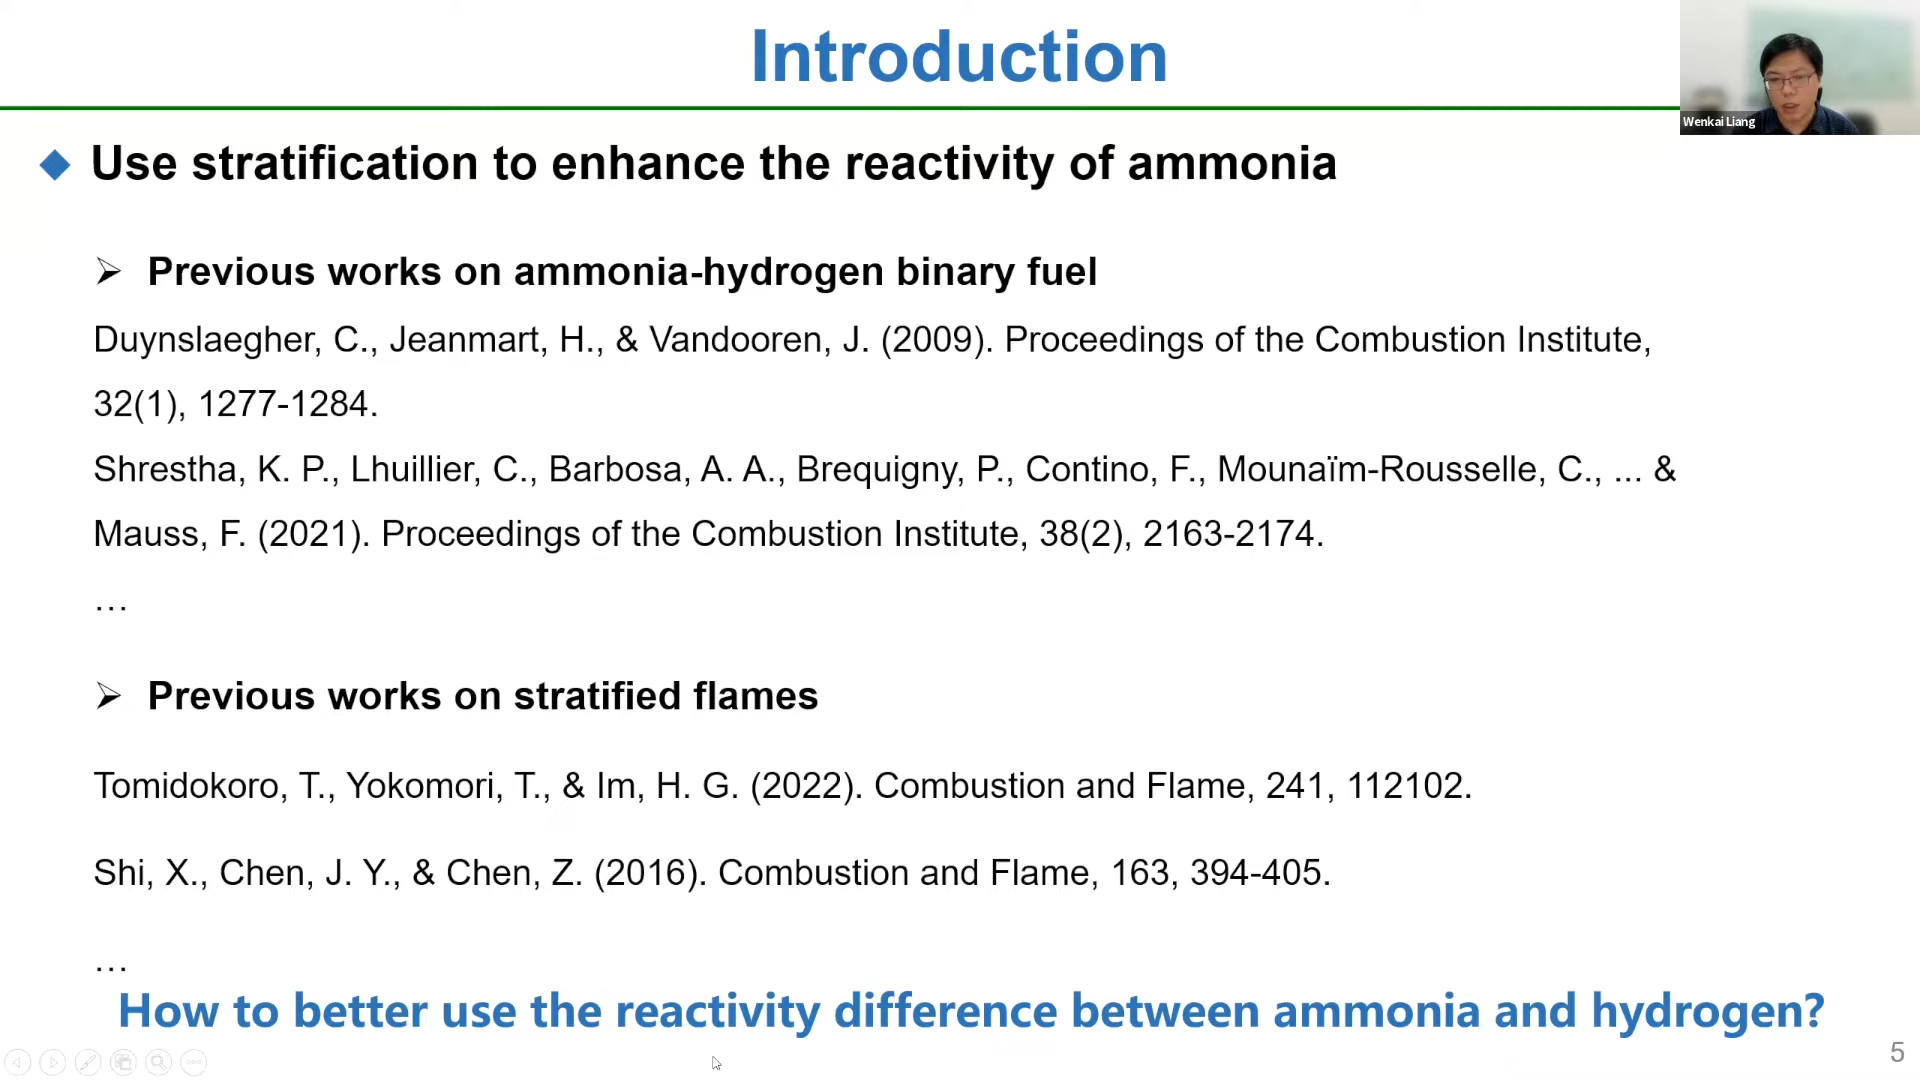 Introduction
Wenkai Liang
Use stratification to enhance the reactivity of ammonia
Previous works on ammonia-hydrogen binary fuel
Duynslaegher, C., Jeanmart, H., & Vandooren, J. (2009). Proceedings of the Combustion Institute,
32(1), 1277-1284.
Shrestha, K. P., Lhuillier, C., Barbosa, A. A., Brequigny, P., Contino, F., Mounaïm-Rousselle, C., ... &
Mauss, F. (2021). Proceedings of the Combustion Institute, 38(2), 2163-2174.
…
Previous works on stratified flames
Tomidokoro, T., Yokomori, T., & Im, H. G. (2022). Combustion and Flame, 241, 112102.
Shi, X., Chen, J. Y., & Chen, Z. (2016). Combustion and Flame, 163, 394-405.
…
How to better use the reactivity difference between ammonia and hydrogen?
5